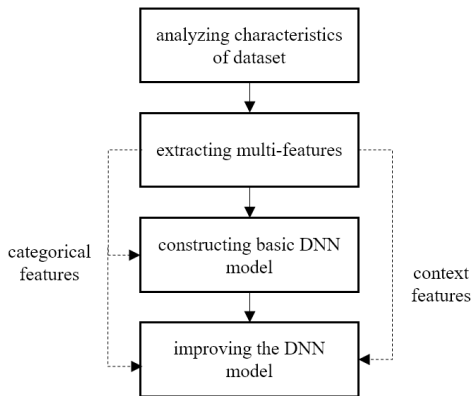 analyzing characteristics
of dataset
extracting multi-features
categorical
features
constructing basic DNN
model
context
features
improving the DNN
model